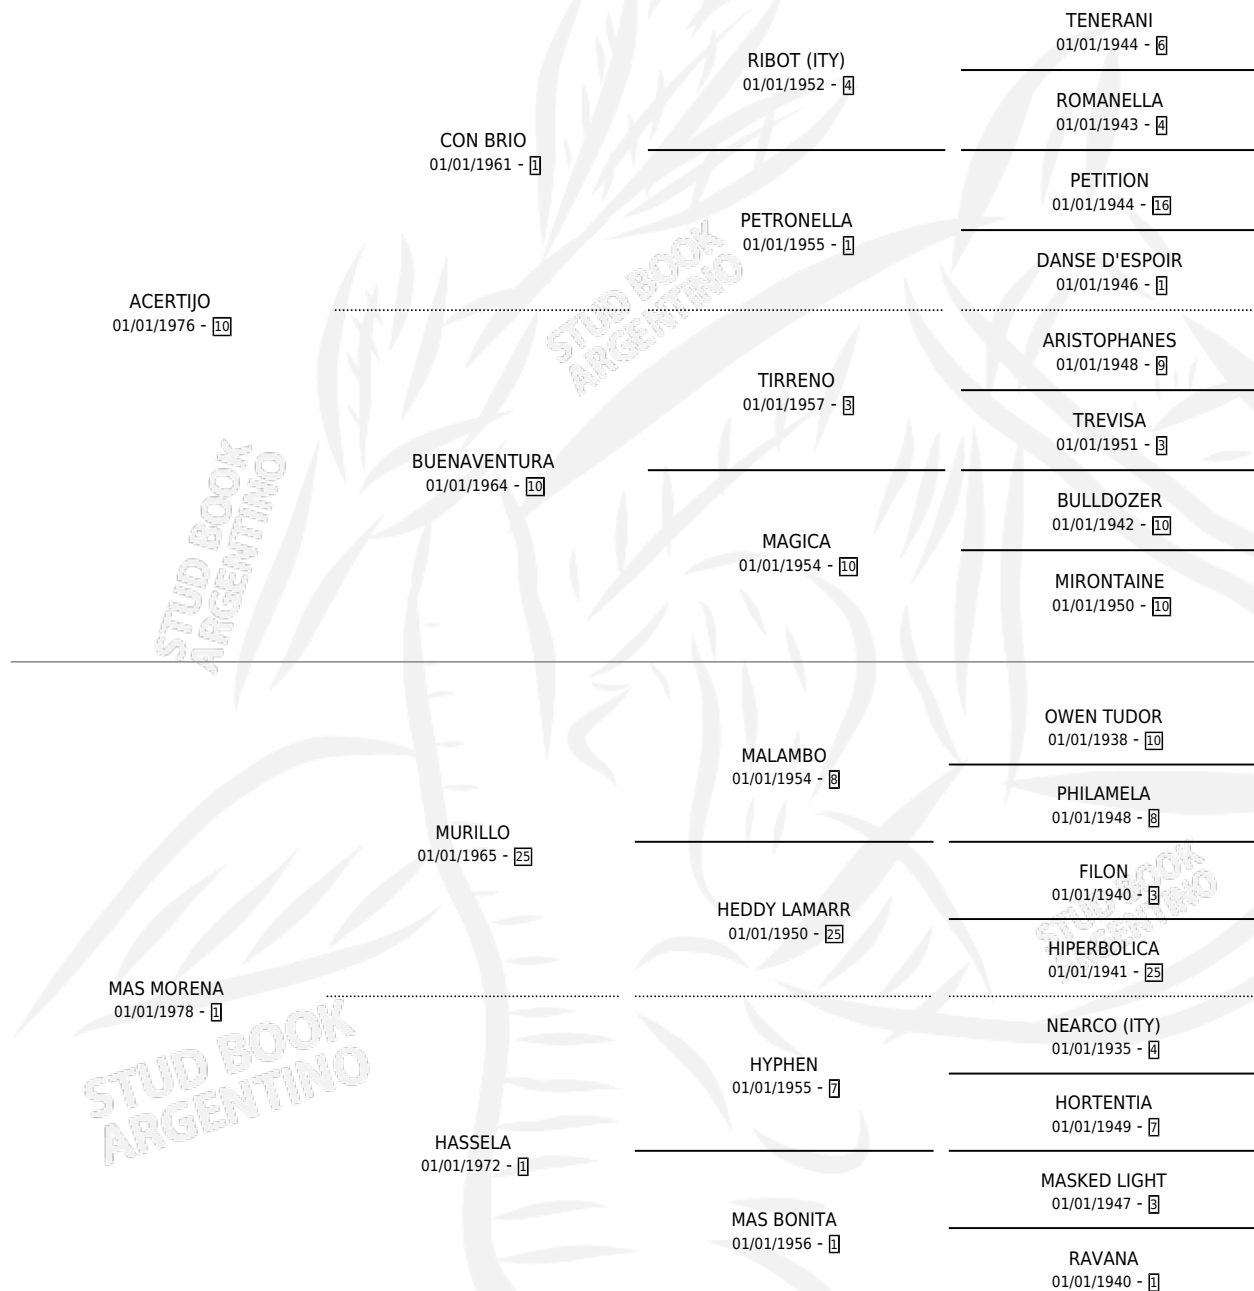 TENERANI
01/01/1944 - 6
RIBOT (ITY)
01/01/1952 - 4
ROMANELLA
01/01/1943 - 4
CON BRIO
01/01/1961 - 1
PETITION
01/01/1944 - 16
PETRONELLA
01/01/1955 - 1
DANSE D'ESPOIR
01/01/1946 - 1
ACERTIJO
01/01/1976 - 10
STUD BOOK
ARGENTINO
ARISTOPHANES
01/01/1948 - 9
TIRRENO
01/01/1957 - 3
TREVISA
01/01/1951 - 3
BUENAVENTURA
01/01/1964 - 10
BULLDOZER
01/01/1942 - 10
MAGICA
01/01/1954 - 10
MIRONTAINE
01/01/1950 - 10
STUD BOOK
ARGENTINO
OWEN TUDOR
01/01/1938 - 10
MALAMBO
01/01/1954 - 8
PHILAMELA
01/01/1948 - 8
MURILLO
01/01/1965 - 25
FILON
01/01/1940 - 3
HEDDY LAMARR
01/01/1950 - 25
STUD BOOK
ARGENTINO
HIPERBOLICA
01/01/1941 - 25
MAS MORENA
01/01/1978 - 1
NEARCO (ITY)
01/01/1935 - 4
STUD BOOK
ARGENTINO
HYPHEN
01/01/1955 - 7
HORTENTIA
01/01/1949 - 7
HASSELA
01/01/1972 - 1
MASKED LIGHT
01/01/1947 - 3
MAS BONITA
01/01/1956 - 1
RAVANA
01/01/1940 - 1